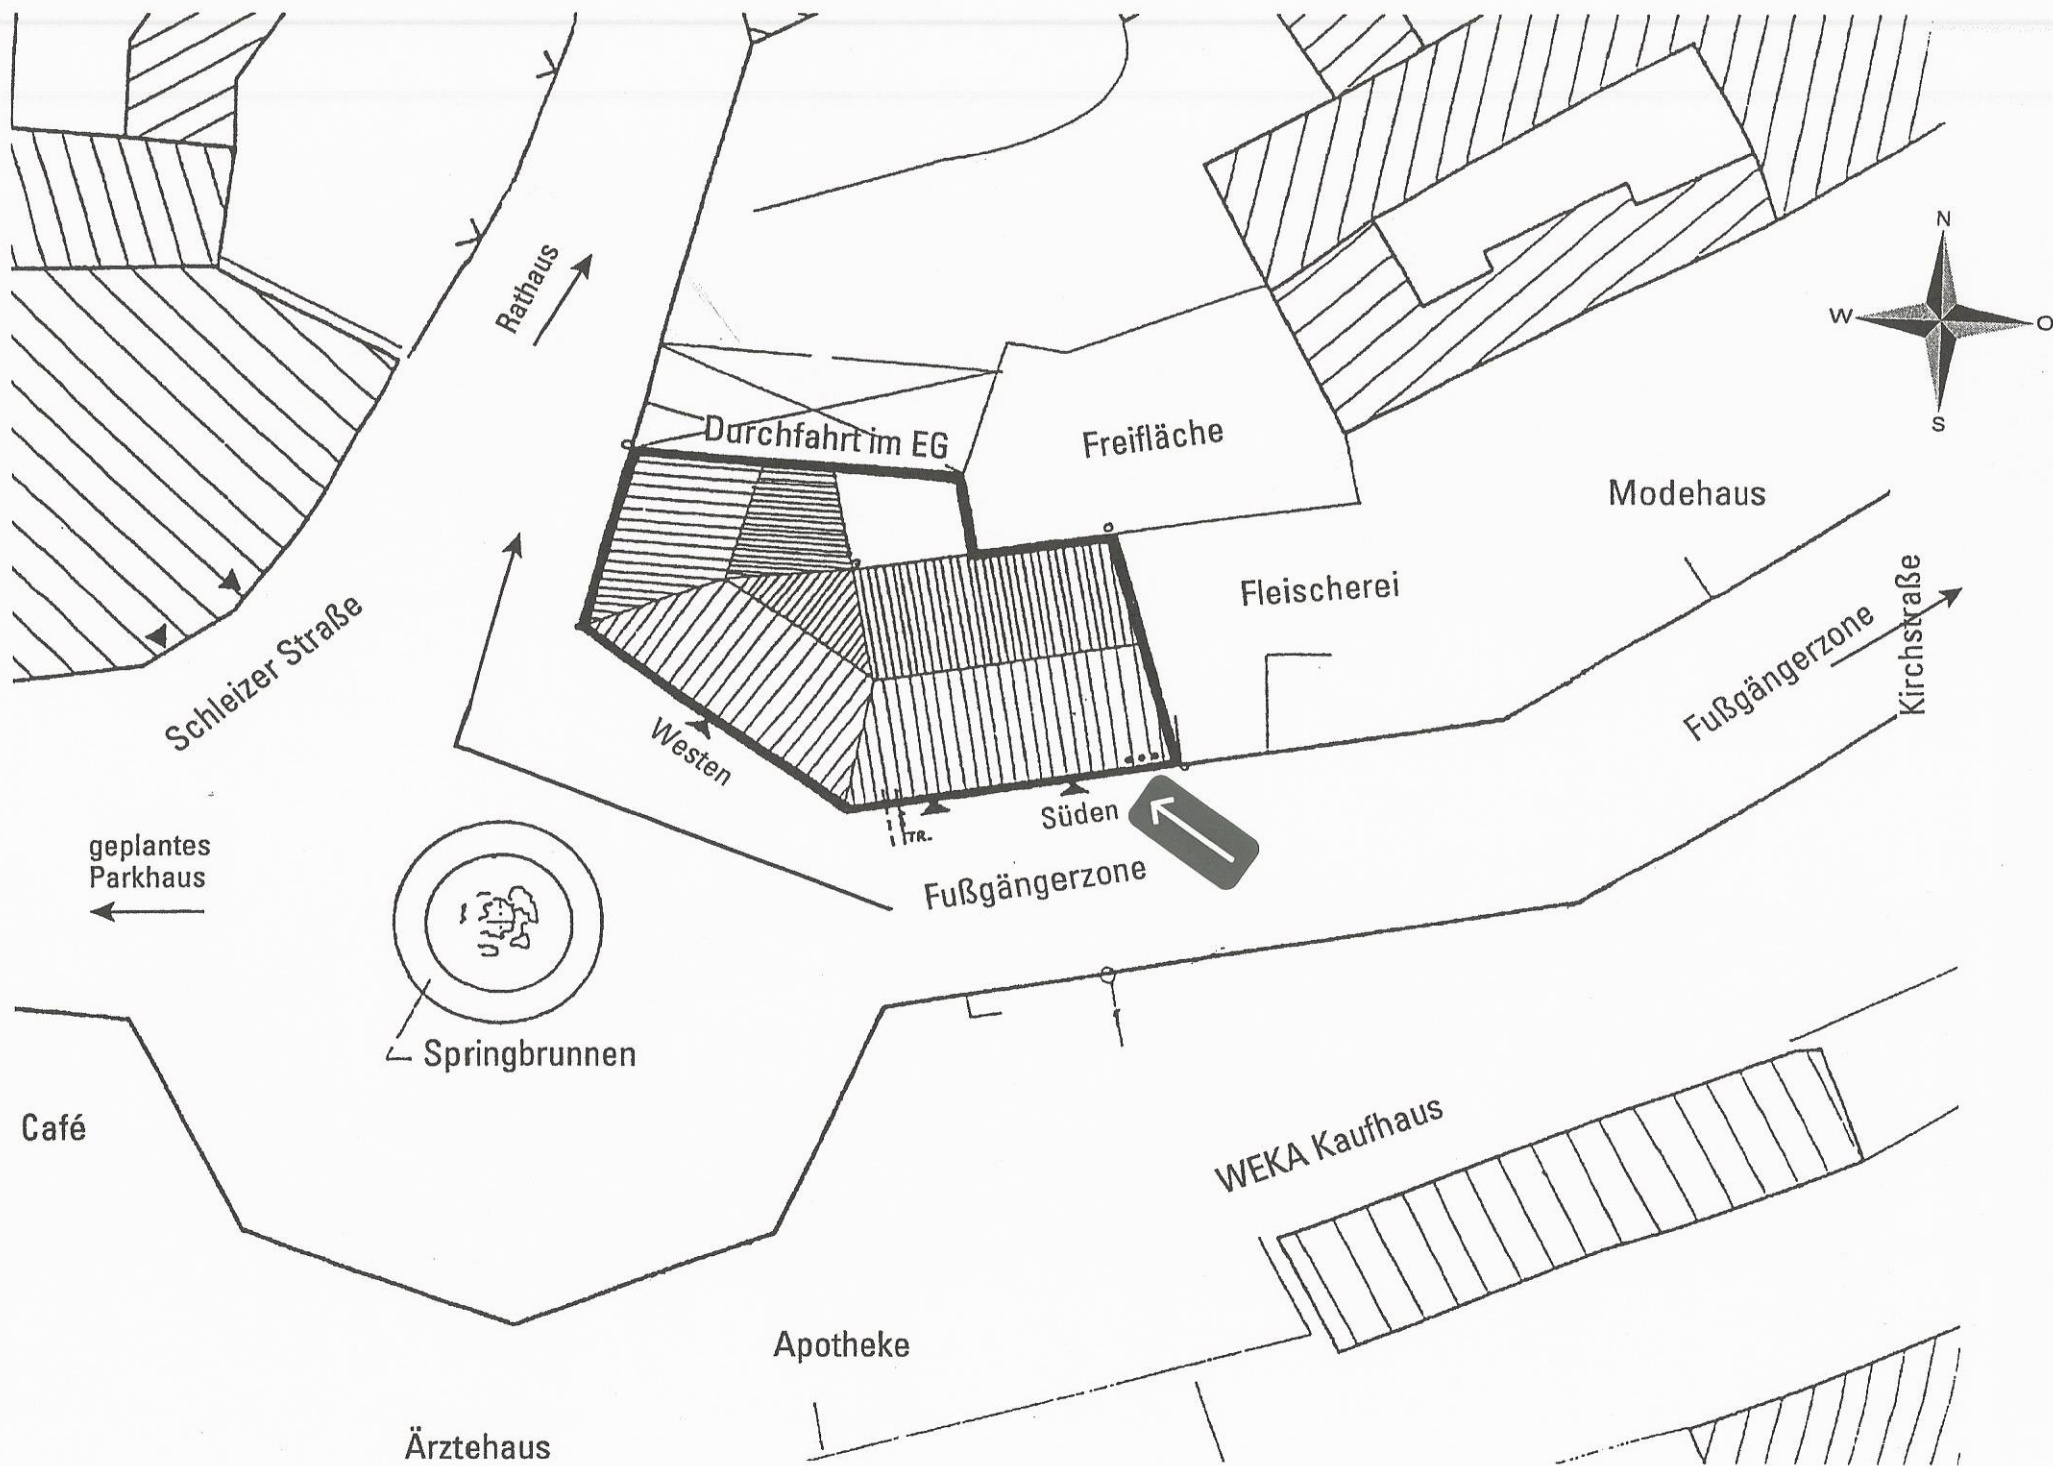 N
W
O
S
Rathaus
Durchfahrt im EG
Freifläche
Modehaus
Fleischerei
Schleizer Straße
Westen
Süden
TR.
Fußgängerzone
Kirchstraße
geplantes
Parkhaus
Fußgängerzone
Springbrunnen
Café
WEKA Kaufhaus
Apotheke
Ärztehaus